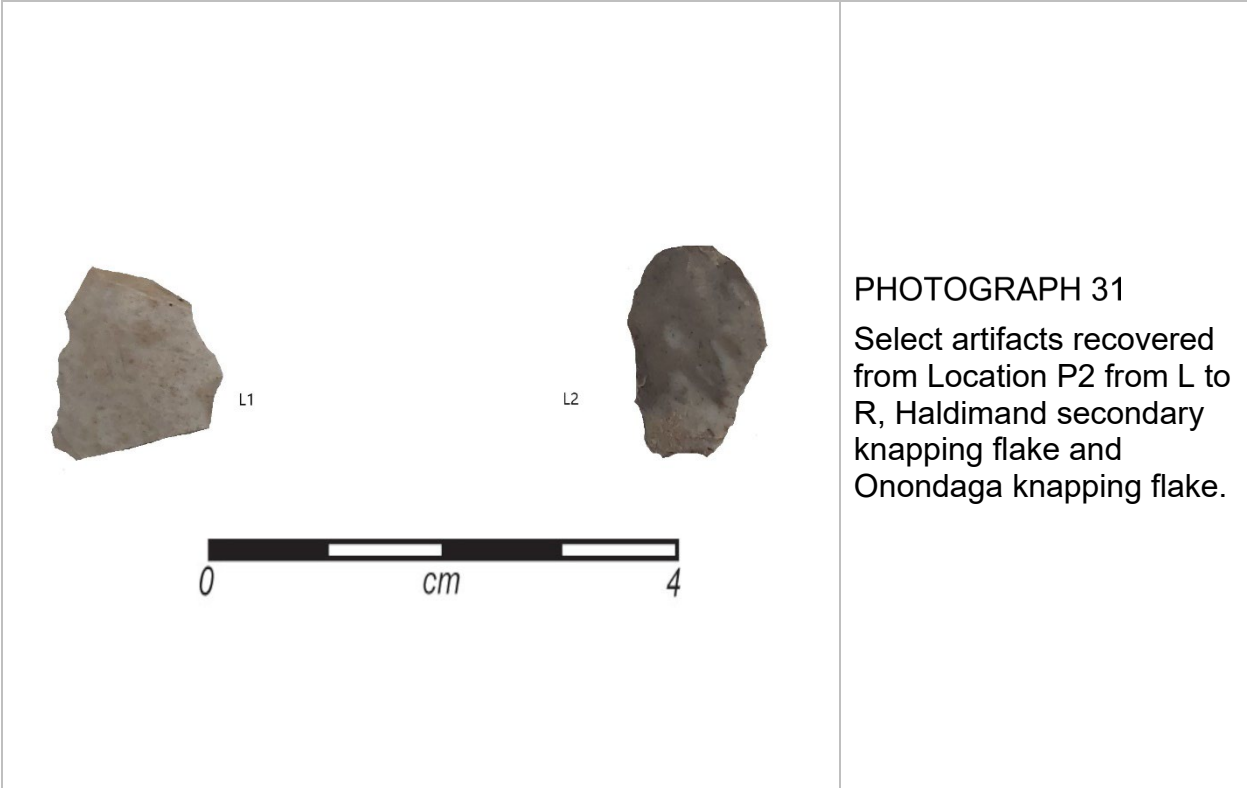 L1
L2
0 cm 4
PHOTOGRAPH 31
Select artifacts recovered
from Location P2 from L to
R, Haldimand secondary
knapping flake and
Onondaga knapping flake.